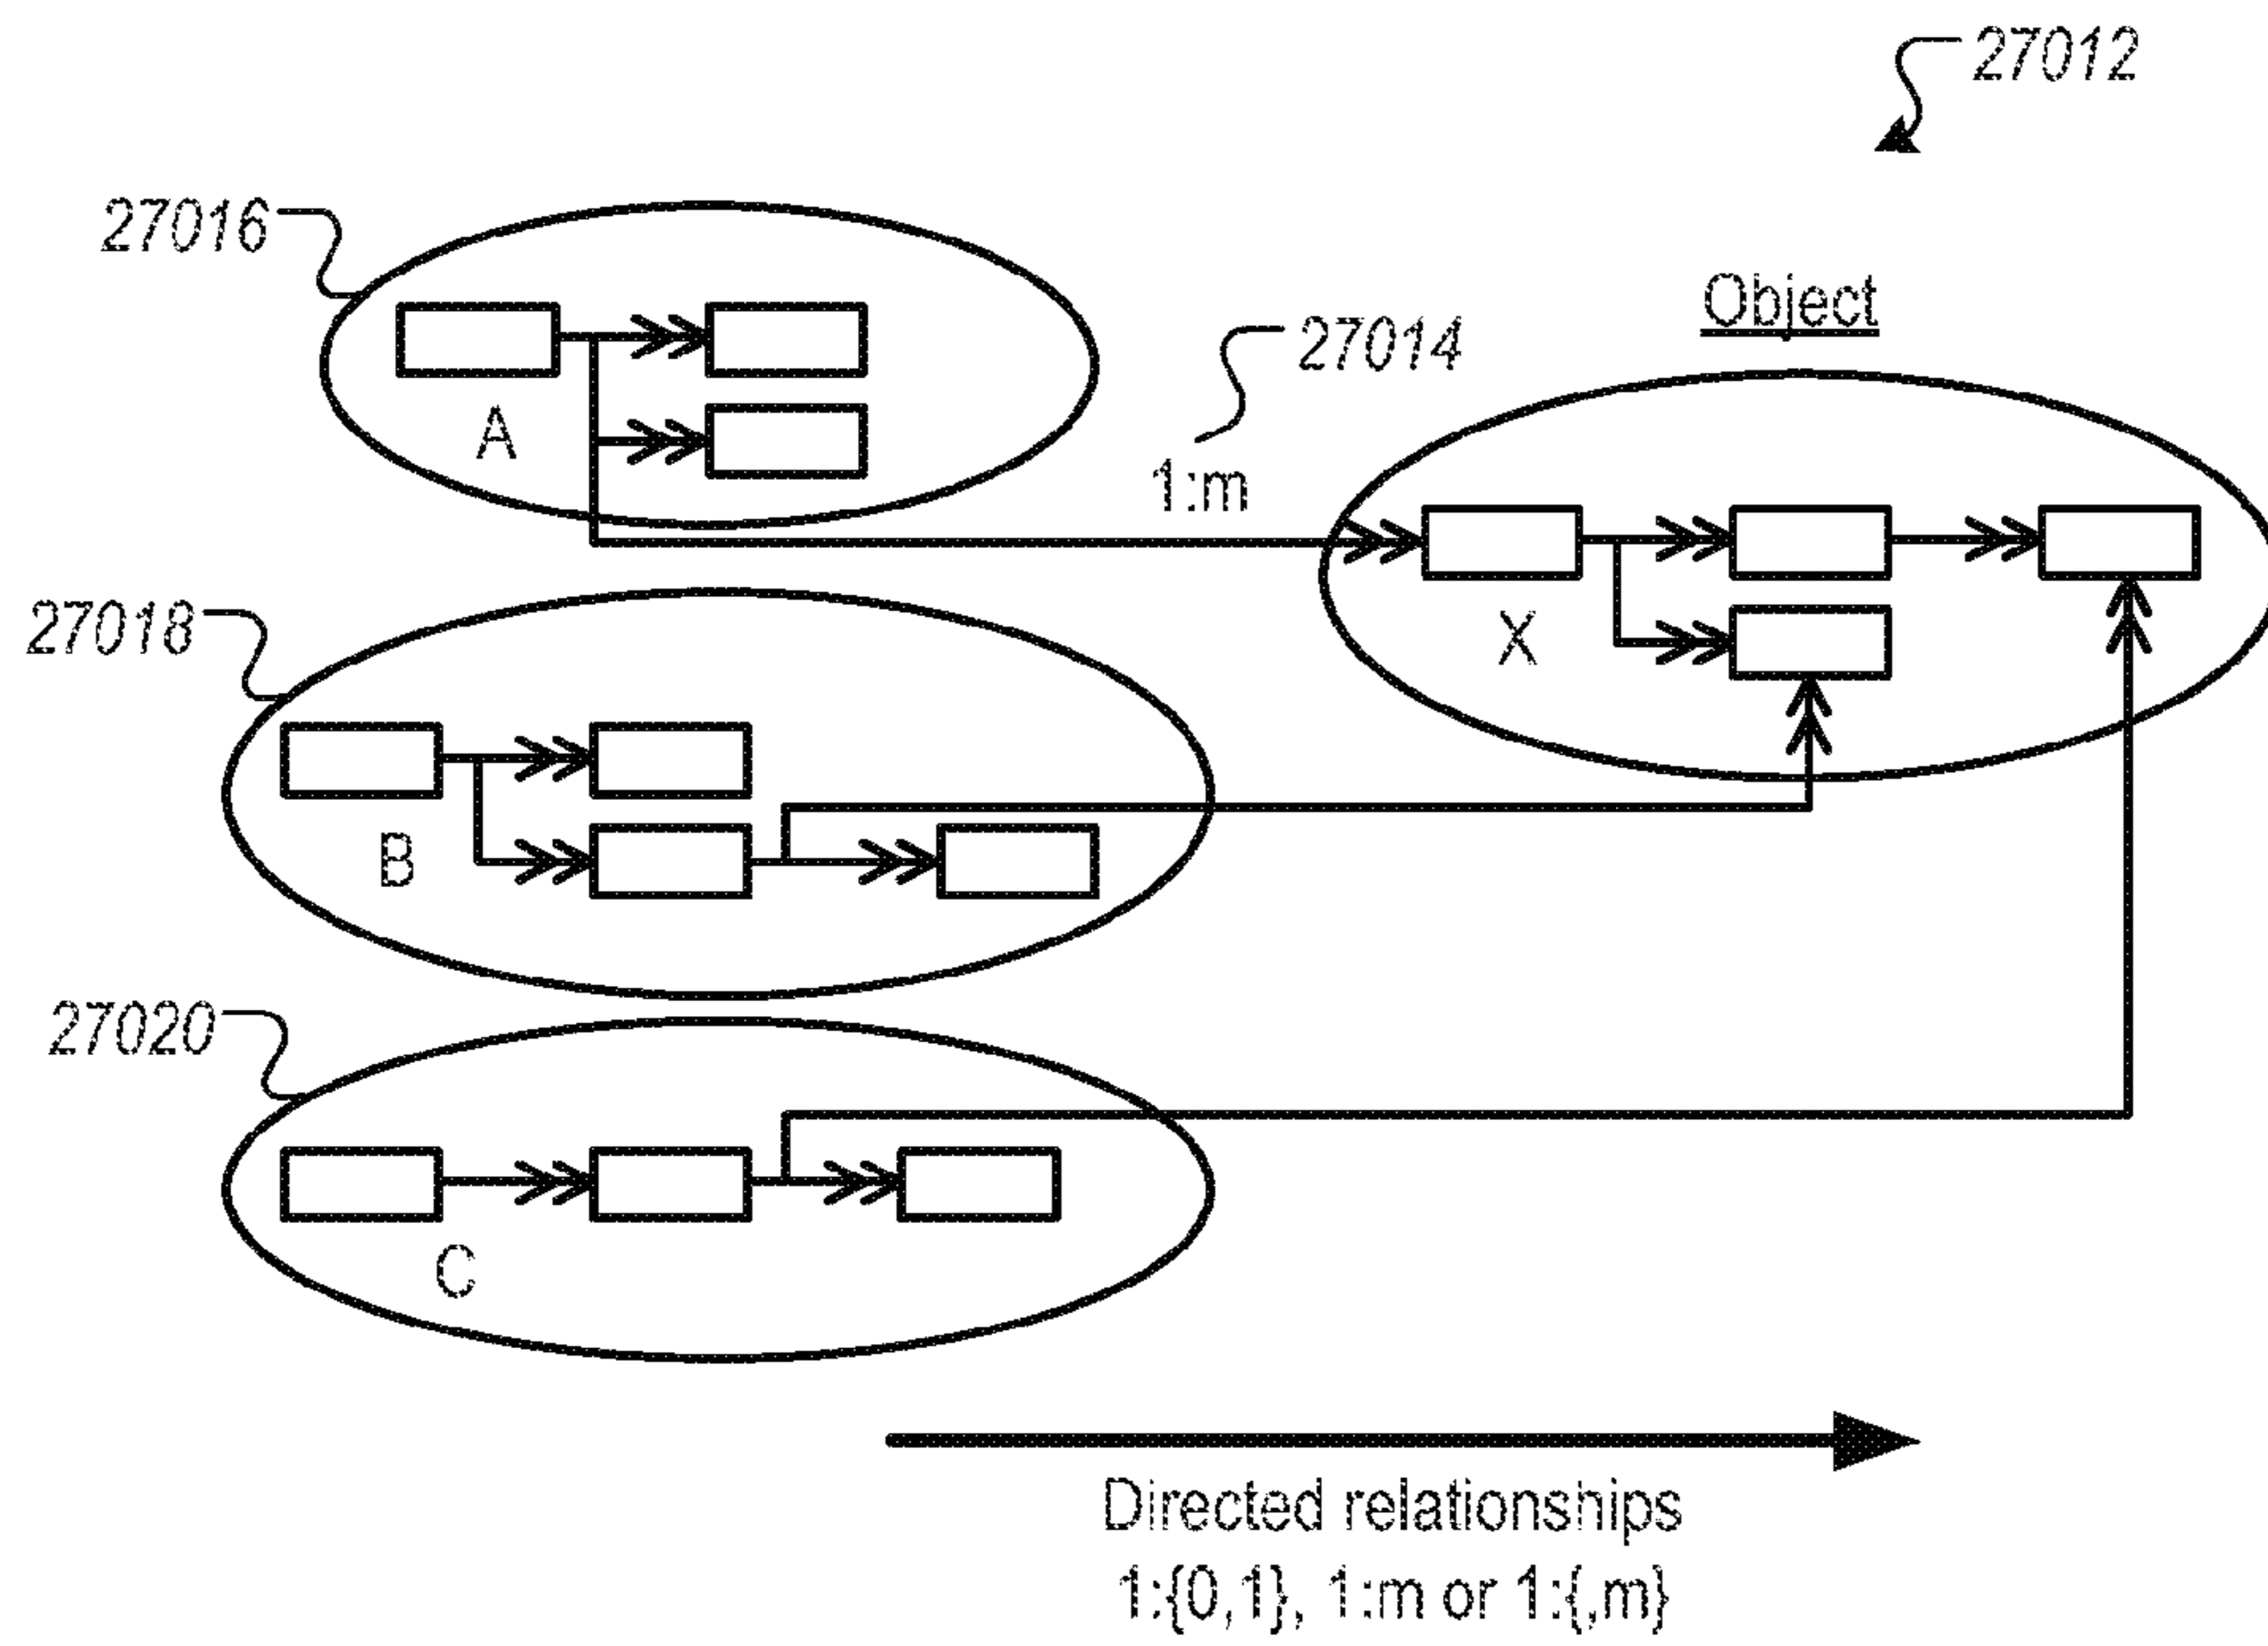 27012
27016
Object
27014
A
1:m
27018
X
B
27020
C
Directed relationships
1:{0,1}, 1:m or 1:{,m}